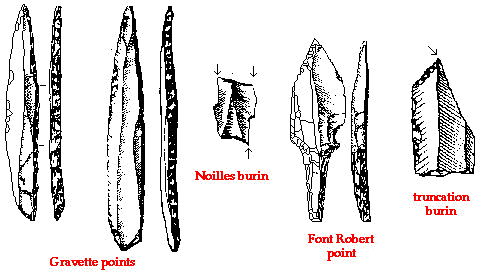 Noilles burin
truncation
burin
Font Robert
point
Gravette points